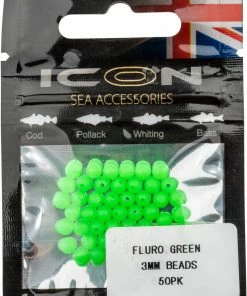 ICON
SEA ACCESSORIES
Cod Pollack Whiting Bass
FLURO GREEN
3MM BEADS
50PK